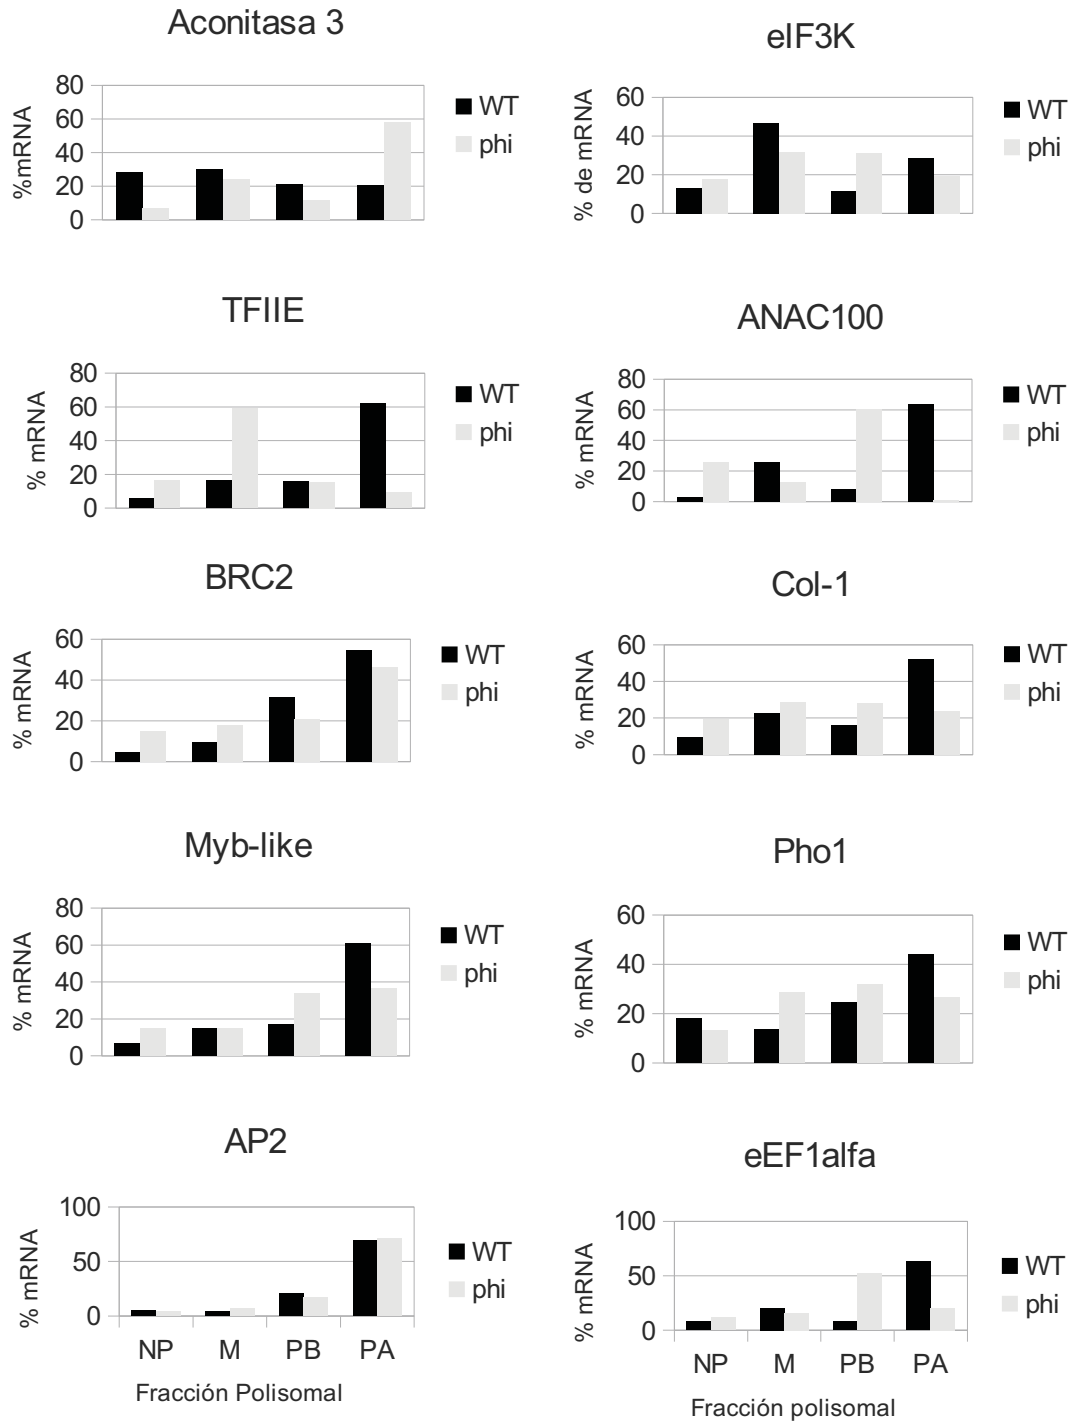 Aconitasa 3
80
60
40
20
0
%mRNA
WT
phi
eIF3K
60
40
20
0
% de mRNA
WT
phi
TFIIE
80
60
40
20
0
% mRNA
WT
phi
ANAC100
80
60
40
20
0
% mRNA
WT
phi
BRC2
60
40
20
0
% mRNA
WT
phi
Col-1
60
40
20
0
% mRNA
WT
phi
Myb-like
80
60
40
20
0
% mRNA
WT
phi
Pho1
60
40
20
0
% mRNA
WT
phi
AP2
100
50
0
% mRNA
WT
phi
NP M PB PA
Fracción Polisomal
eEF1alfa
100
50
0
% mRNA
WT
phi
NP M PB PA
Fracción polisomal